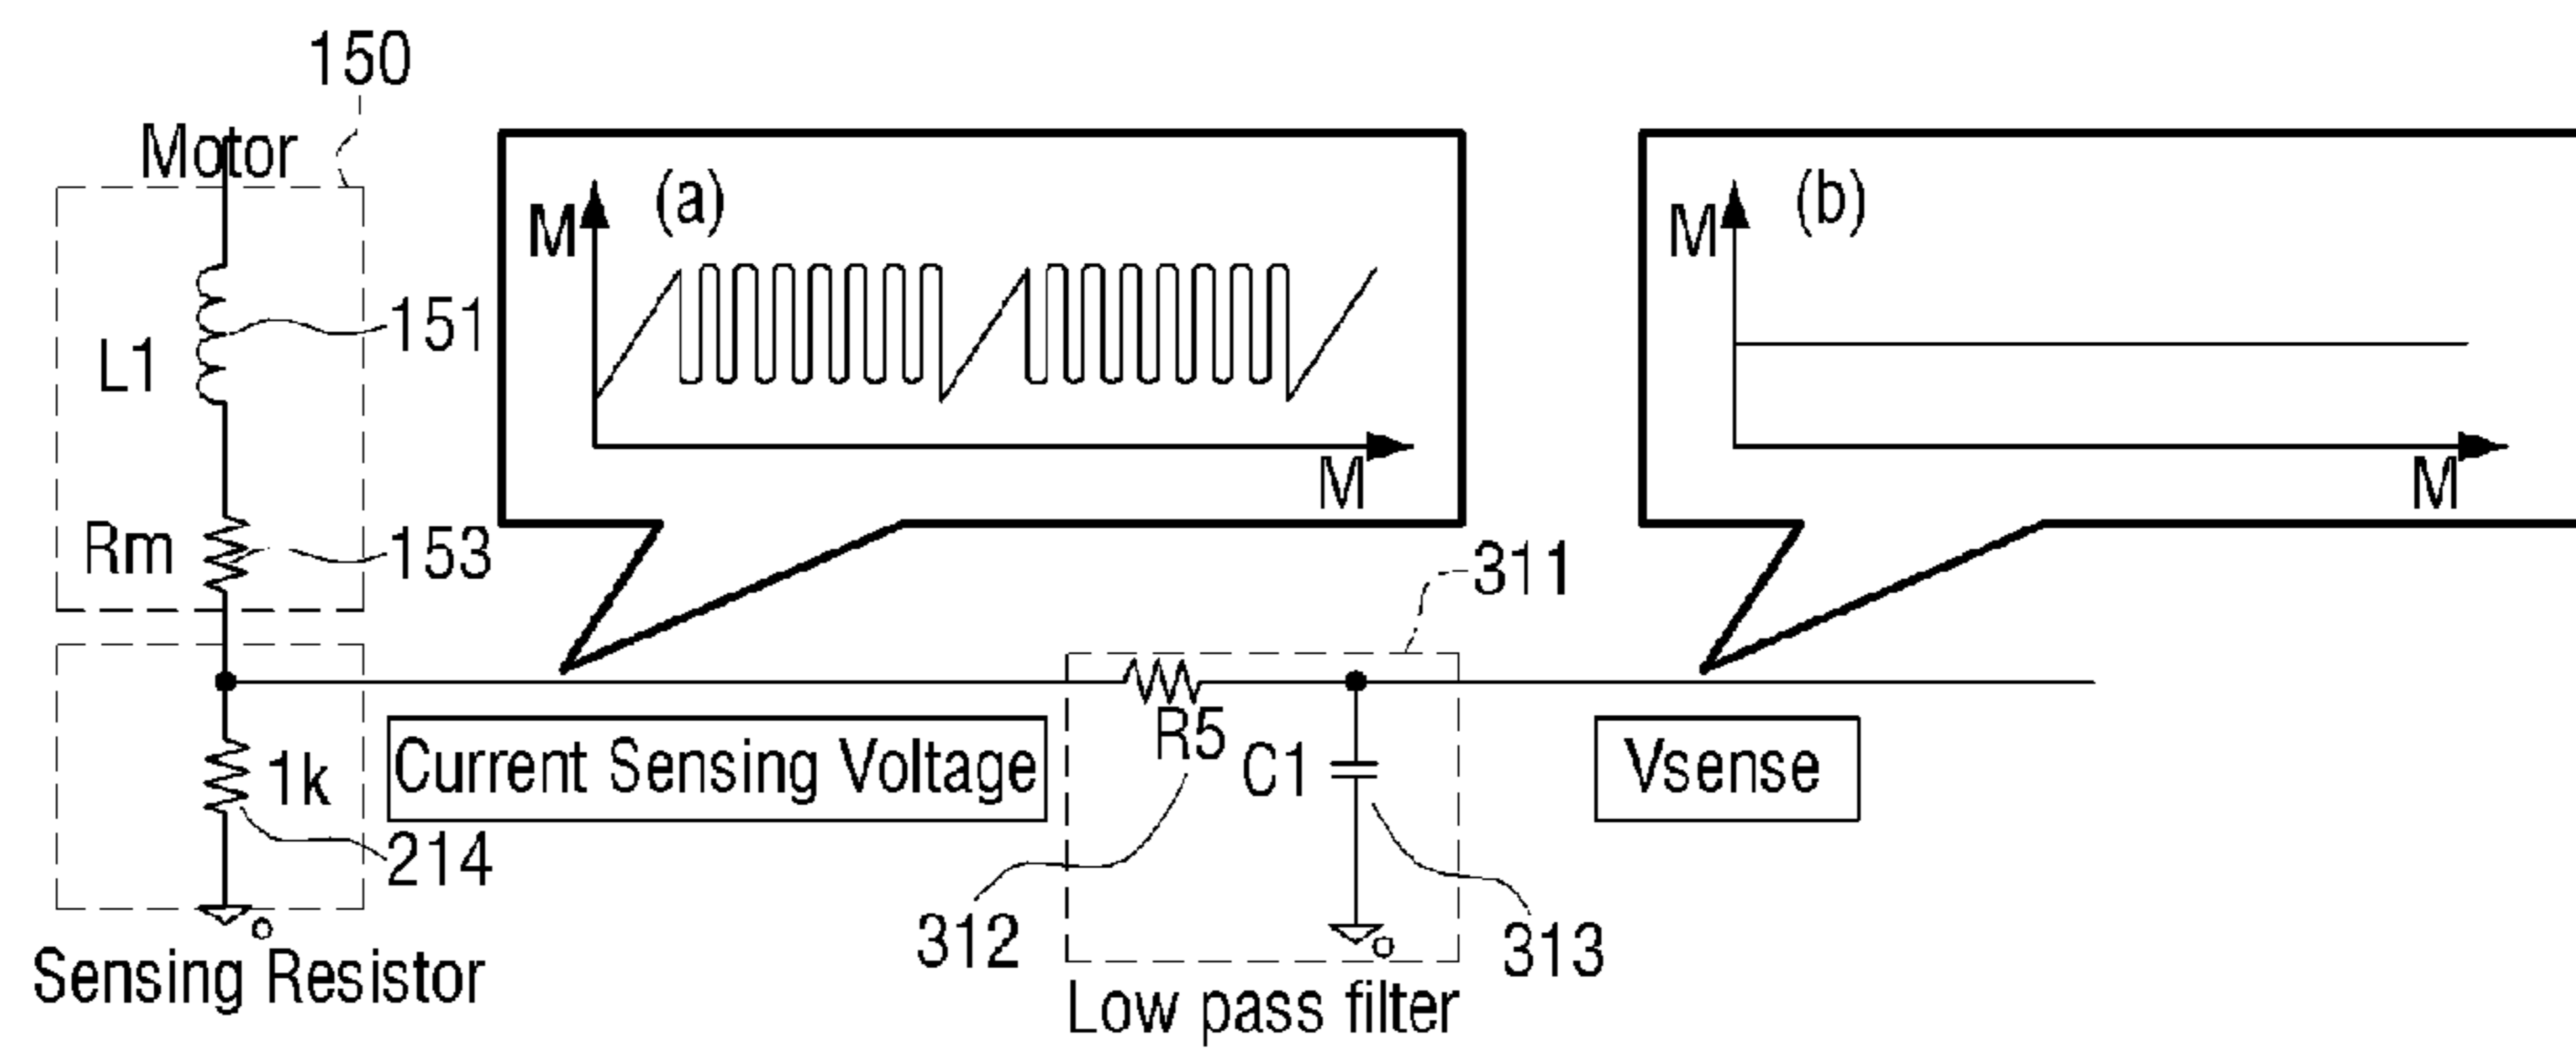 150
Motor
(a)
(b)
M
M
151
L1
M
M
Rm
153
311
R5
1k
Current Sensing Voltage
C1
Vsense
214
312
313
Sensing Resistor
Low pass filter